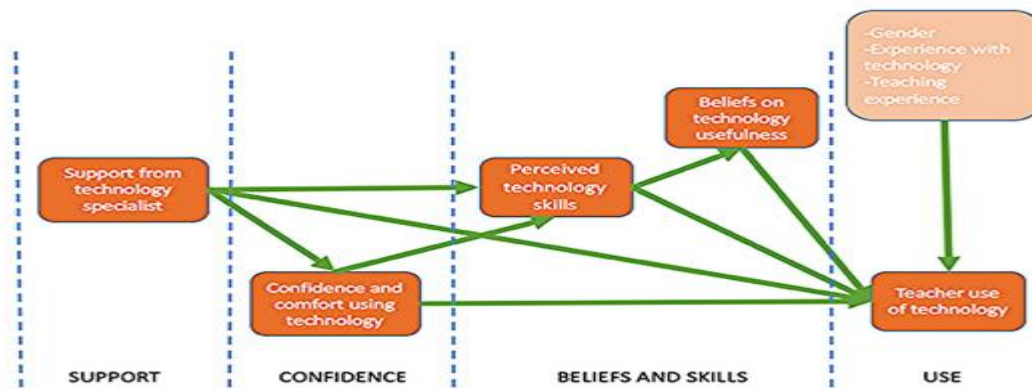 -Gender
-Experience with
technology
-Teaching
experience
Beliefs on
technology
usefulness
Support from
technology
specialist
Perceived
technology
skills
Confidence and
comfort using
technology
Teacher use
of technology
SUPPORT
CONFIDENCE
BELIEFS AND SKILLS
USE